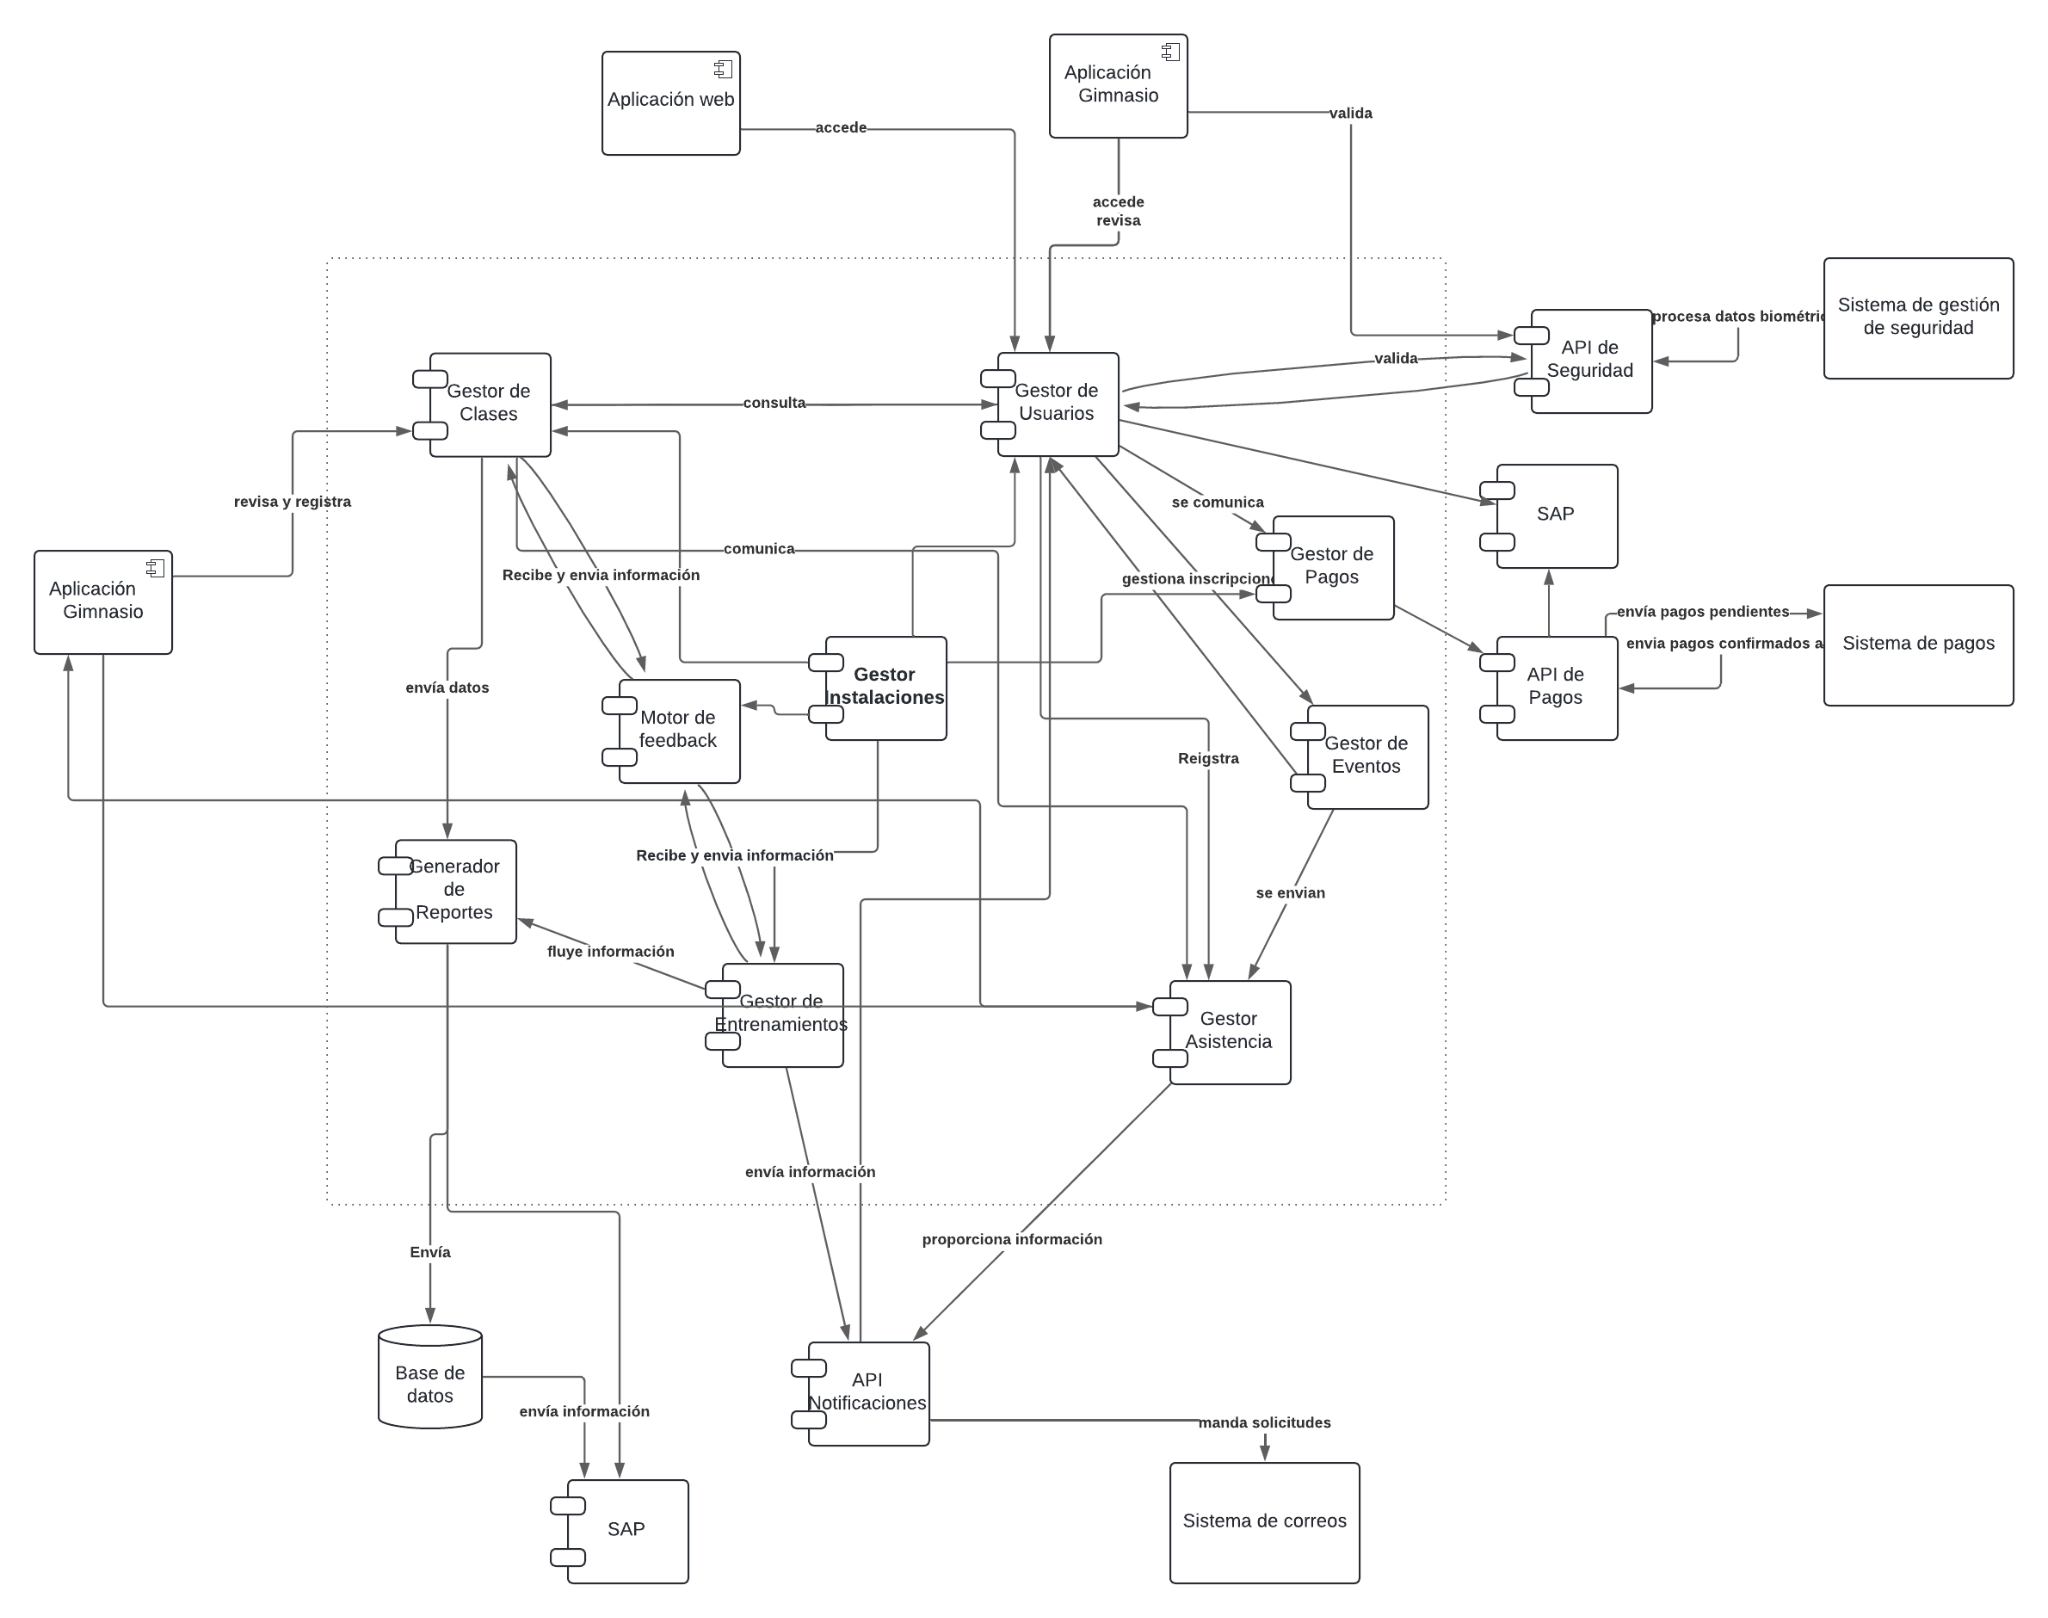 Aplicación
Gimnasio
Aplicación web
accede
valida
accede
revisa
Sistema de gestión
de seguridad
procesa datos biométric
API de
Seguridad
valida
Gestor de
Clases
consulta
Gestor de
Usuarios
revisa y registra
se comunica
SAP
comunica
Gestor de
Pagos
Recibe y envia información
gestiona inscripcione
Aplicación
Gimnasio
envía pagos pendientes
envia pagos confirmados a
Sistema de pagos
Gestor
Instalaciones
API de
Pagos
envía datos
Motor de
feedback
Reigstra
Gestor de
Eventos
Recibe y envia información
Generador
de
Reportes
se envian
fluye información
Gestor de
Entrenamientos
Gestor
Asistencia
envía información
proporciona información
Envía
Base de
datos
API
Notificaciones
envía información
manda solicitudes
SAP
Sistema de correos